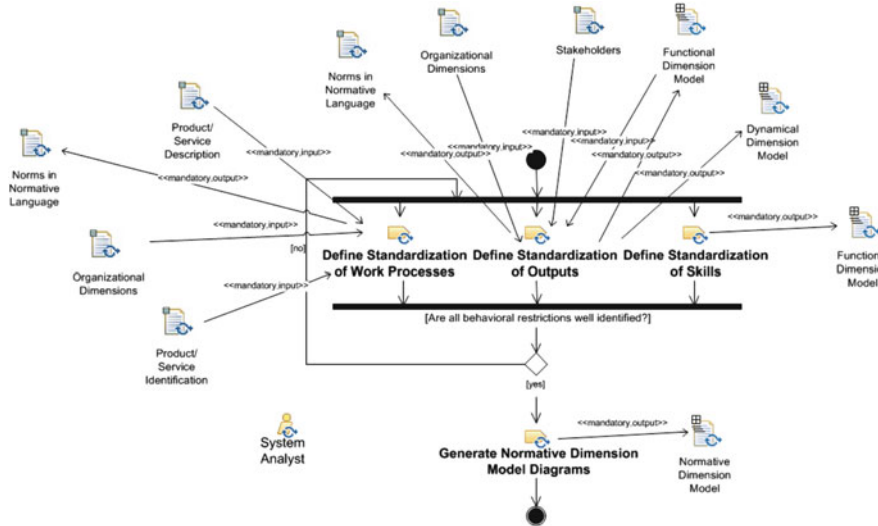 Organizational
Dimensions
Stakeholders
Functional
Dimension
Model
Norms in
Normative
Language
Product/
Service
Description
Dynamical
Dimension
Model
Norms in
Normative
Language
<<mandatory,input>>
<<mandatory,output>>
<<mandatory,input>>
<<mandatory,output>>
<<mandatory,input>>
<<mandatory,input>>
<<mandatory,output>>
<<mandatory,output>>
<<mandatory,input>>
<<mandatory,output>>
[no]
Define Standardization
of Work Processes
Define Standardization
of Outputs
Define Standardization
of Skills
Organizational
Dimensions
Functional
Dimension
Model
<<mandatory,input>>
[Are all behavioral restrictions well identified?]
Product/
Service
Identification
[yes]
System
Analyst
<<mandatory,output>>
Generate Normative Dimension
Model Diagrams
Normative
Dimension
Model